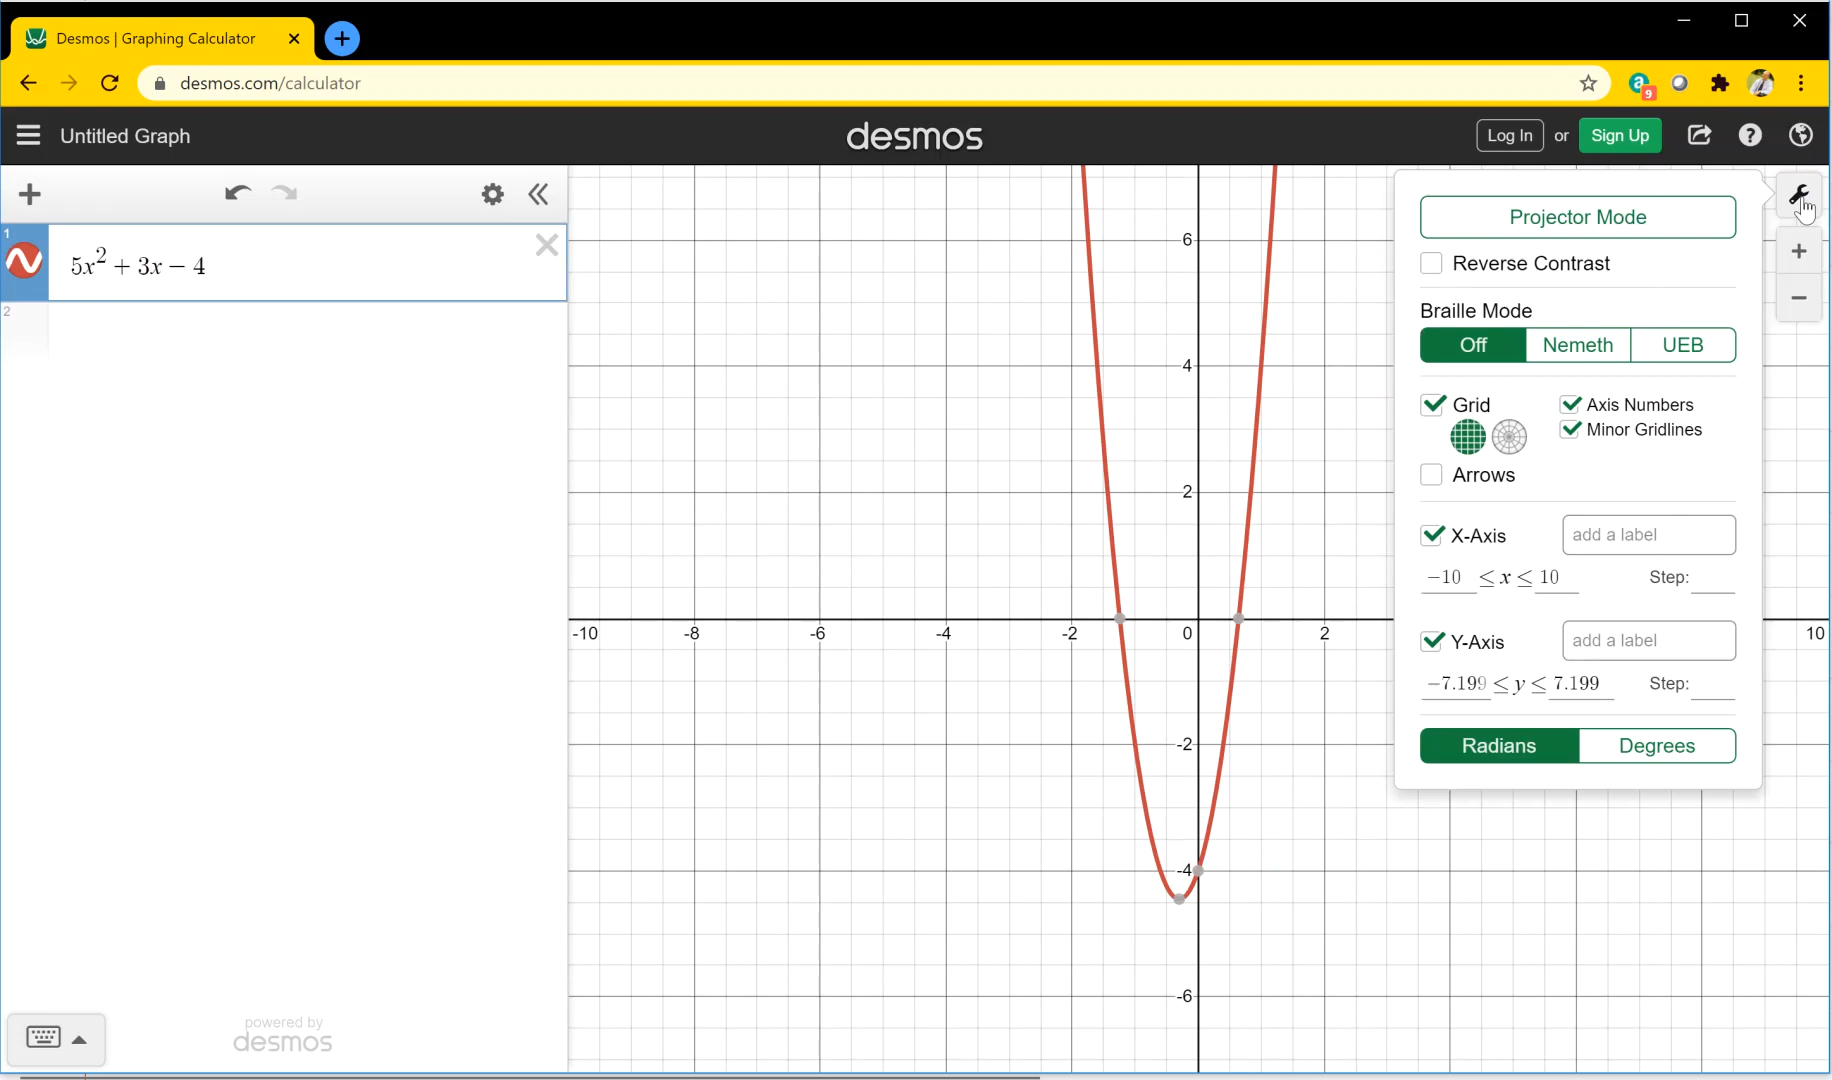 Desmos | Graphing Calculator
desmos.com/calculator
9
Untitled Graph
desmos
Log In or Sign Up
1
5x² + 3x − 4
2
powered by
desmos
6
4
2
-10 -8 -6 -4 -2 0 2 10
-2
-4
-6
Projector Mode
Reverse Contrast
Braille Mode
Off Nemeth UEB
Grid Axis Numbers
Minor Gridlines
Arrows
X-Axis add a label
−10 ≤ x ≤ 10 Step:
Y-Axis add a label
−7.199 ≤ y ≤ 7.199 Step:
Radians Degrees